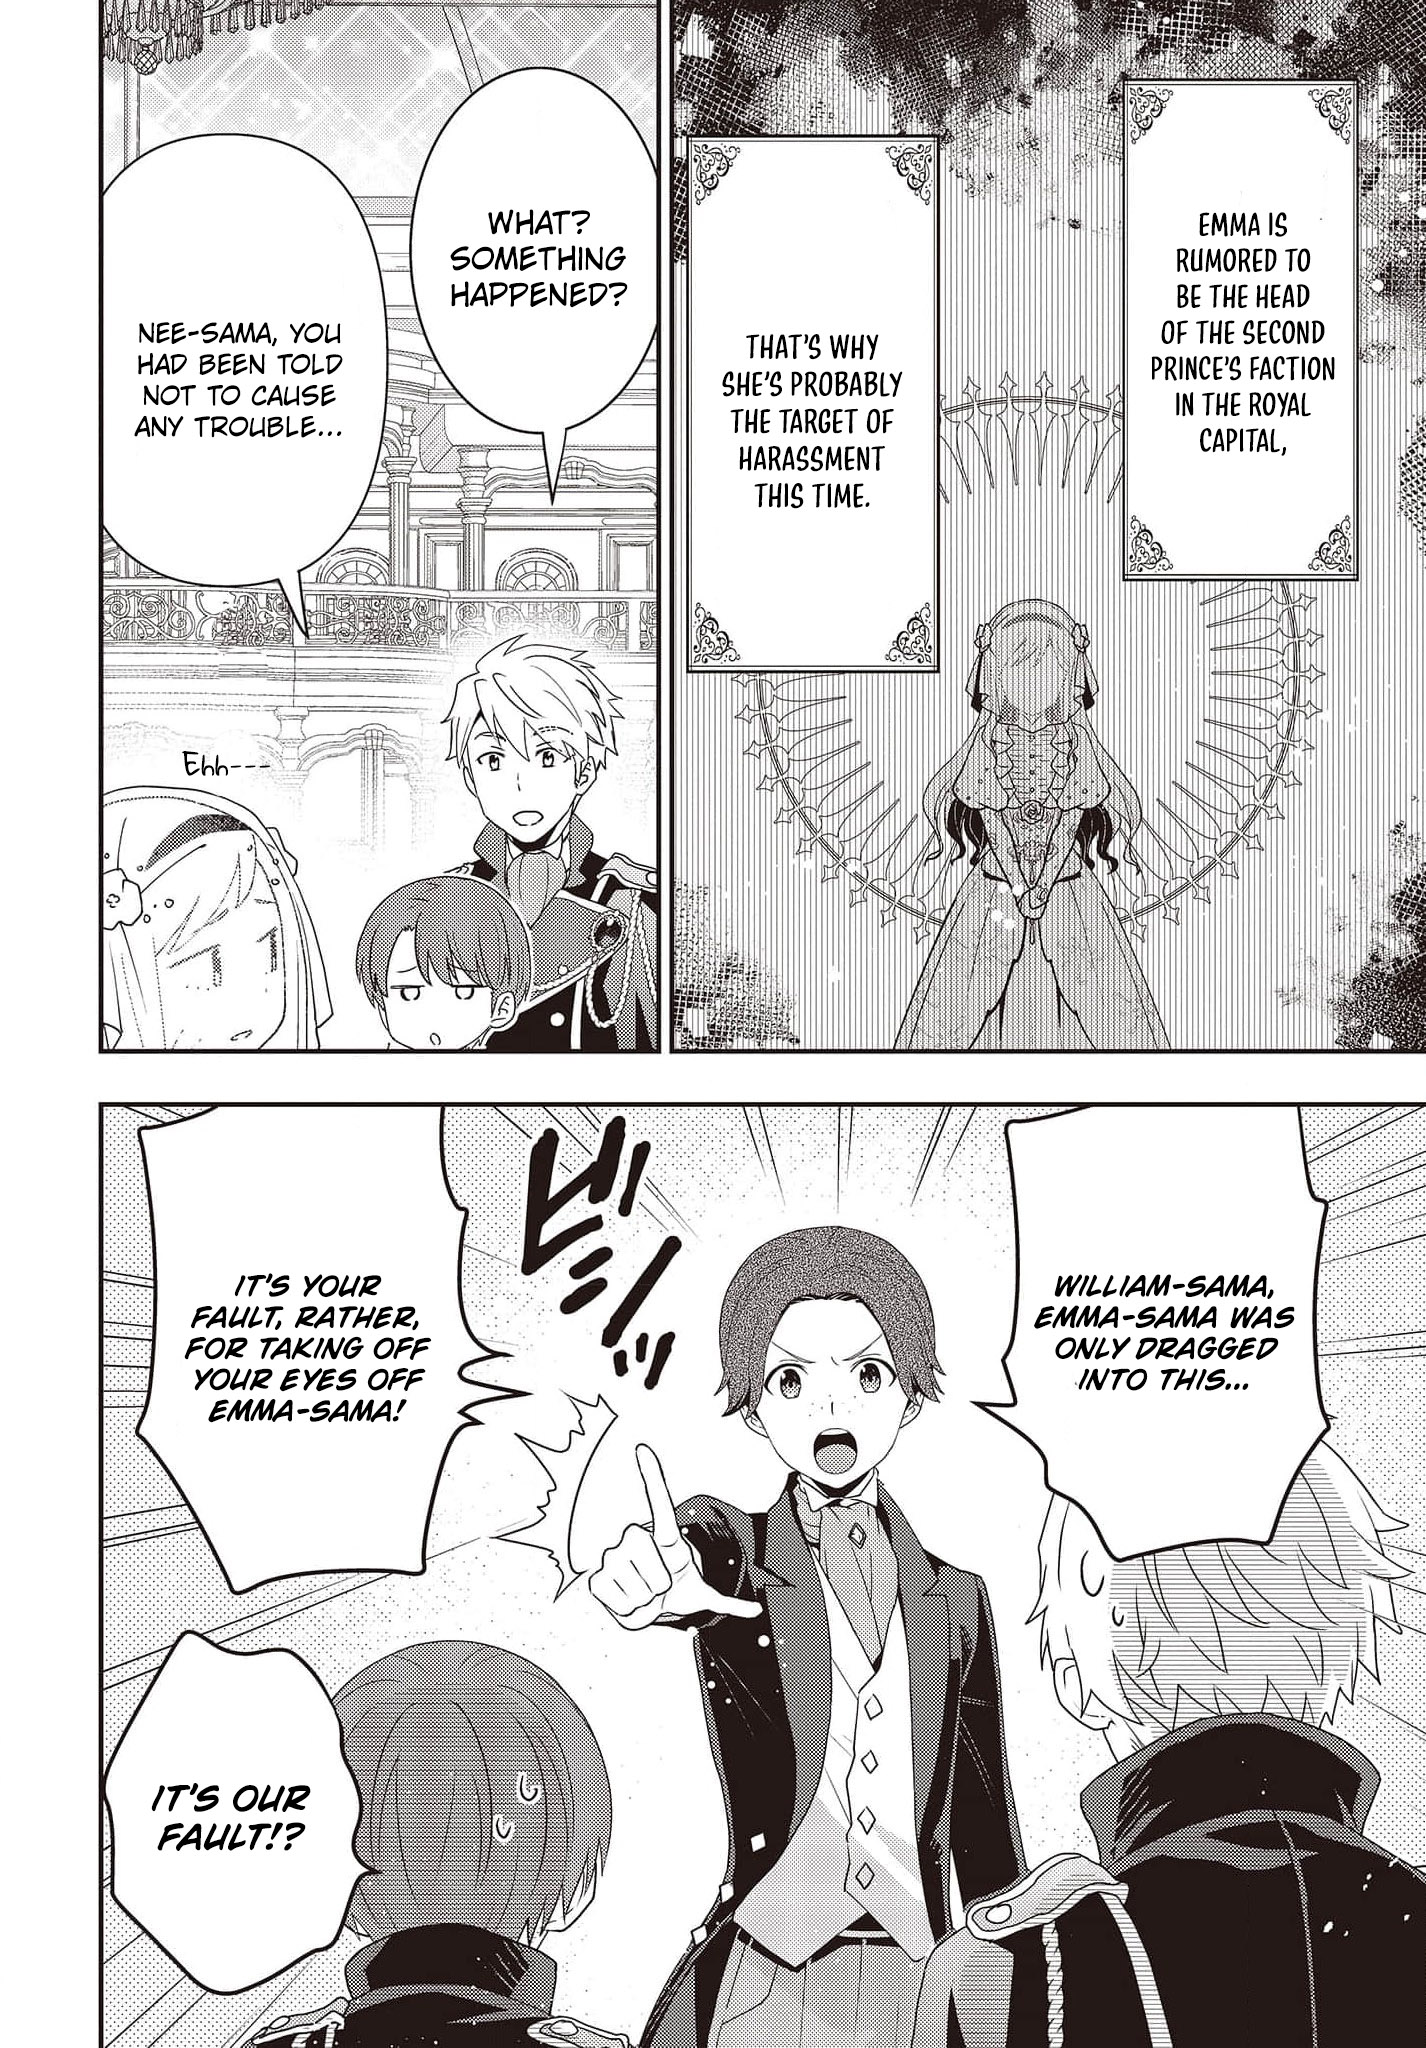 EMMA IS
RUMORED TO
BE THE HEAD
OF THE SECOND
PRINCE'S FACTION
IN THE ROYAL
CAPITAL,
THAT'S WHY
SHE'S PROBABLY
THE TARGET OF
HARASSMENT
THIS TIME.
WHAT?
SOMETHING
HAPPENED?
NEE-SAMA, YOU
HAD BEEN TOLD
NOT TO CAUSE
ANY TROUBLE...
Ehh---
WILLIAM-SAMA,
EMMA-SAMA WAS
ONLY DRAGGED
INTO THIS...
ビシッ
IT'S YOUR
FAULT, RATHER,
FOR TAKING OFF
YOUR EYES OFF
EMMA-SAMA!
IT'S OUR
FAULT!?